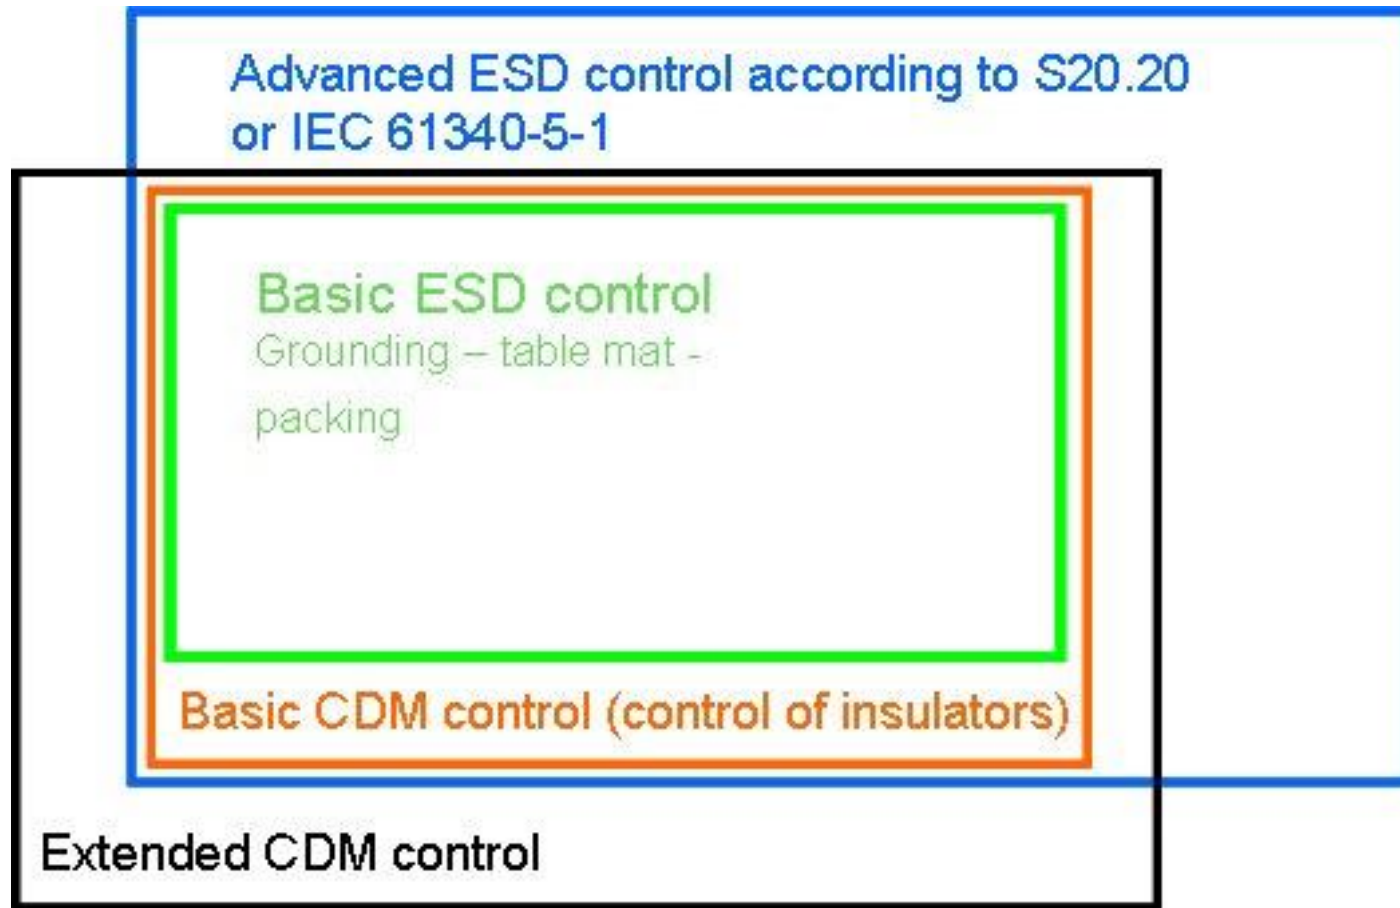 Advanced ESD control according to S20.20
or IEC 61340-5-1
Basic ESD control
Grounding – table mat -
packing
Basic CDM control (control of insulators)
Extended CDM control